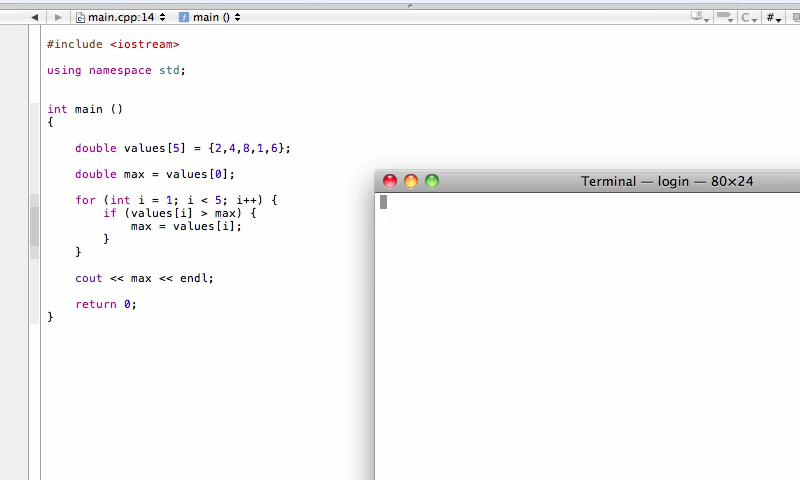 main.cpp:14 main ()
C #
#include <iostream>
using namespace std;
int main ()
{
double values[5] = {2,4,8,1,6};
double max = values[0];
for (int i = 1; i < 5; i++) {
if (values[i] > max) {
max = values[i];
}
}
cout << max << endl;
return 0;
}
Terminal — login — 80×24